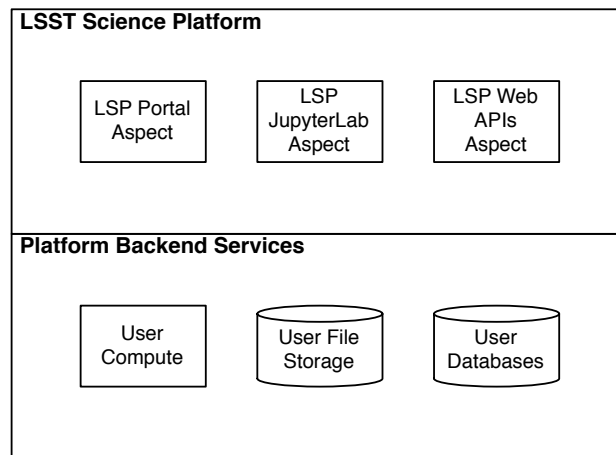 LSST Science Platform
LSP Portal
Aspect
LSP
JupyterLab
Aspect
LSP Web
APIs
Aspect
Platform Backend Services
User
Compute
User File
Storage
User
Databases